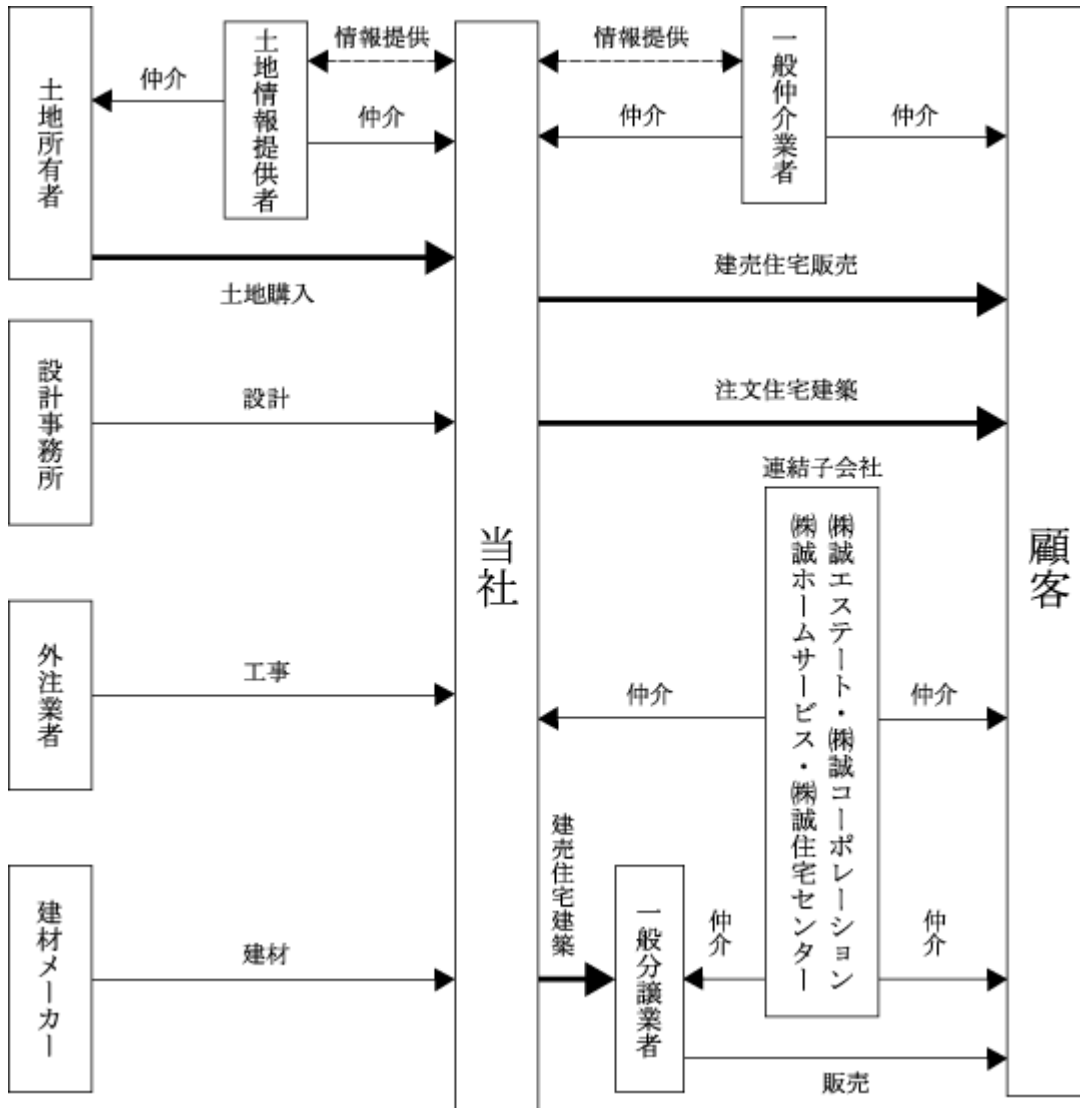 土地所有者
仲介
土地情報提供者
情報提供
仲介
土地購入
設計事務所
設計
外注業者
工事
建材メーカー
建材
当社
情報提供
仲介
一般仲介業者
仲介
建売住宅販売
注文住宅建築
連結子会社
㈱誠エステート・㈱誠コーポレーション
㈱誠ホームサービス・㈱誠住宅センター
仲介
仲介
建売住宅建築
一般分譲業者
仲介
仲介
販売
顧客